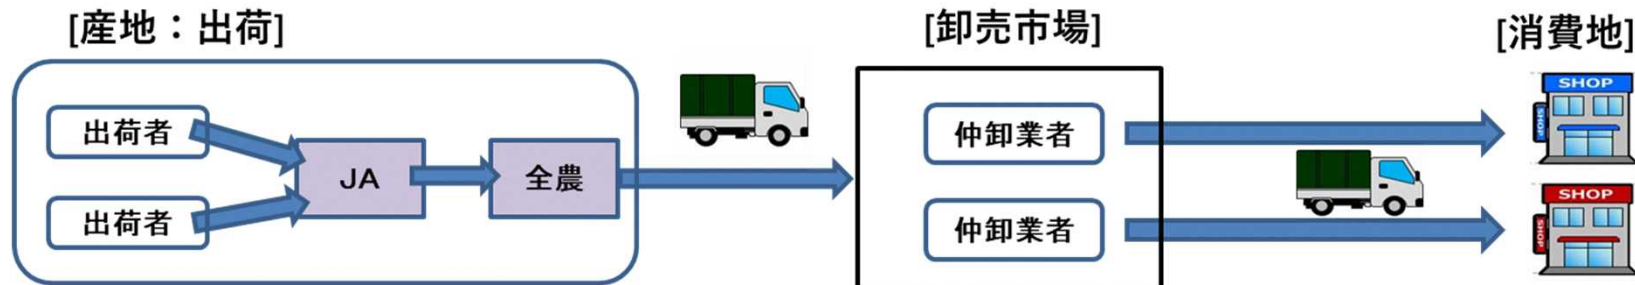 [産地：出荷]
[卸売市場]
[消費地]
出荷者
出荷者
JA
全農
仲卸業者
仲卸業者
SHOP
SHOP
SHOP
SHOP